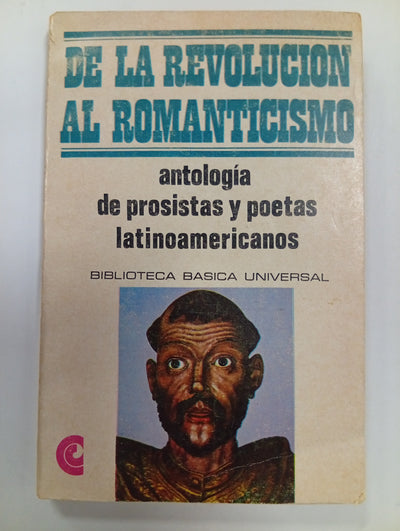 DE LA REVOLUCION
AL ROMANTICISMO
antología
de prosistas y poetas
latinoamericanos
BIBLIOTECA BASICA UNIVERSAL